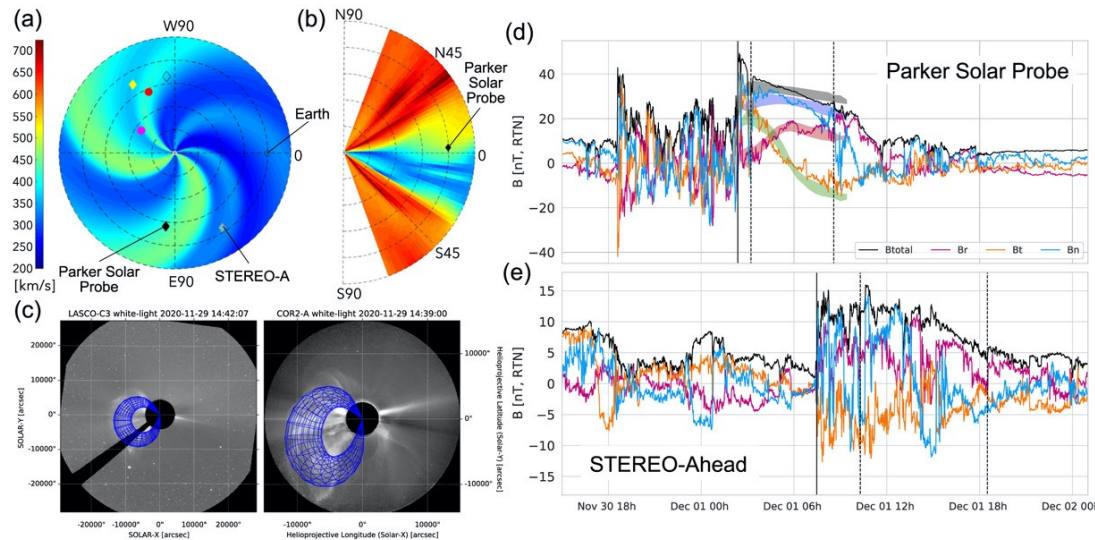 (a)
W90
0
E90
Earth
STEREO-A
Parker Solar
Probe
700
650
600
550
500
450
400
350
300
250
200
[km/s]
(b)
N90
N45
0
S45
S90
Parker
Solar
Probe
(c)
LASCO-C3 white-light 2020-11-29 14:42:07
20000"
10000"
0"
-10000"
-20000"
SOLAR-Y [arcsec]
-20000" -10000" 0" 10000" 20000"
SOLAR-X [arcsec]
COR2-A white-light 2020-11-29 14:39:00
10000"
0"
-10000"
Helioprojective Latitude (Solar-Y) [arcsec]
-10000" 0" 10000"
Helioprojective Longitude (Solar-X) [arcsec]
(d)
Parker Solar Probe
40
20
0
−20
−40
B [nT, RTN]
Btotal Br Bt Bn
(e)
15
10
5
0
−5
−10
−15
B [nT, RTN]
STEREO-Ahead
Nov 30 18h Dec 01 00h Dec 01 06h Dec 01 12h Dec 01 18h Dec 02 00h